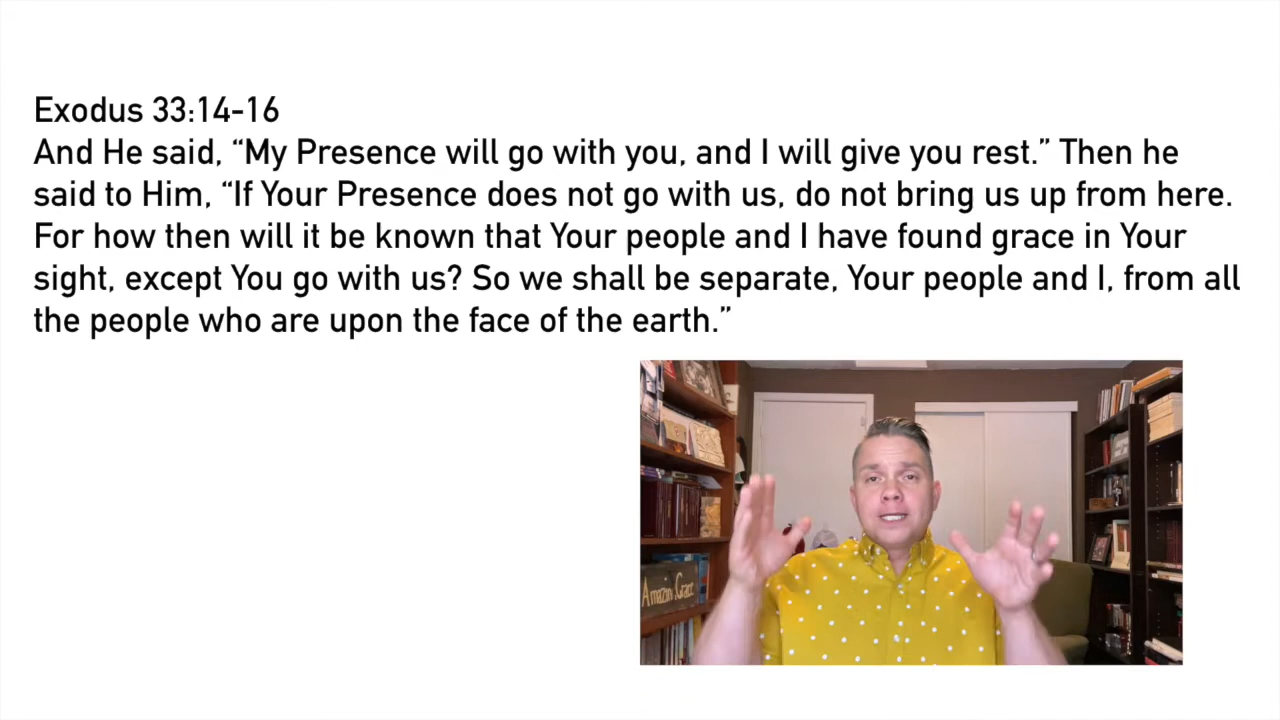 Exodus 33:14-16
And He said, “My Presence will go with you, and I will give you rest.” Then he
said to Him, “If Your Presence does not go with us, do not bring us up from here.
For how then will it be known that Your people and I have found grace in Your
sight, except You go with us? So we shall be separate, Your people and I, from all
the people who are upon the face of the earth.”
Amazing Grace